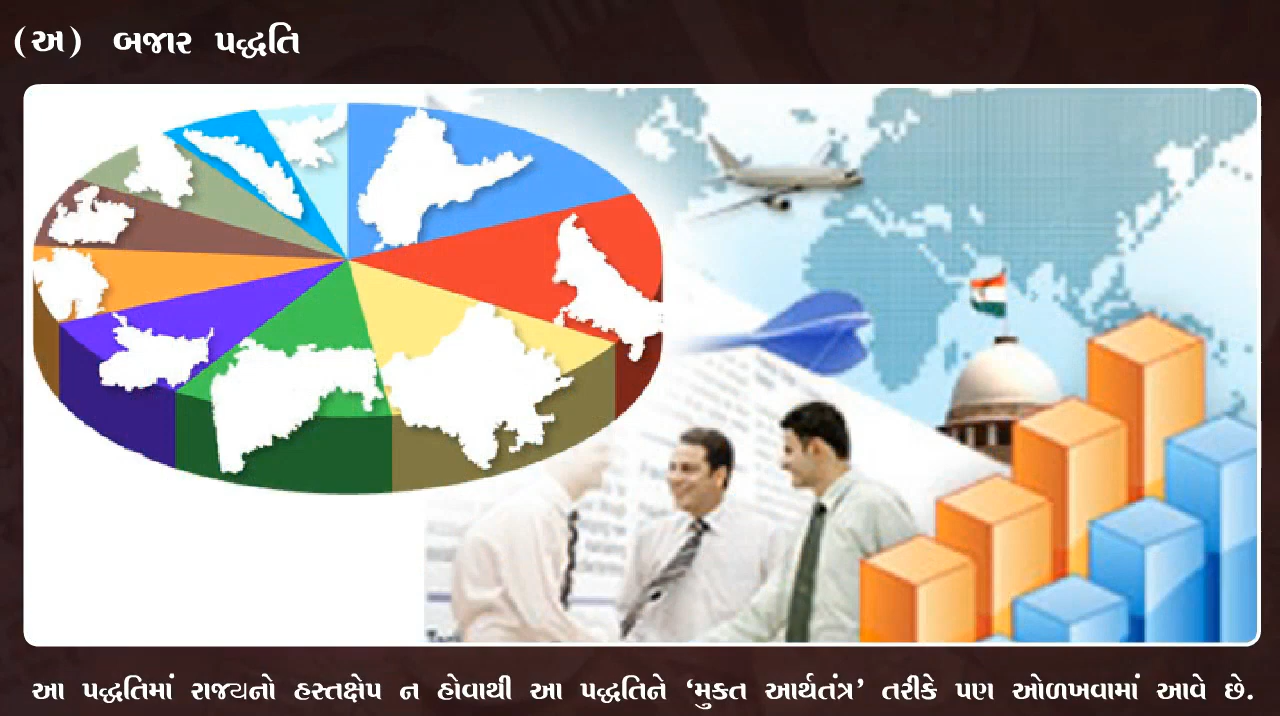 (અ) બજાર પદ્ધતિ
આ પદ્ધતિમાં રાજ્યનો હસ્તક્ષેપ ન હોવાથી આ પદ્ધતિને ‘મુક્ત આર્થતંત્ર’ તરીકે પણ ઓળખવામાં આવે છે.